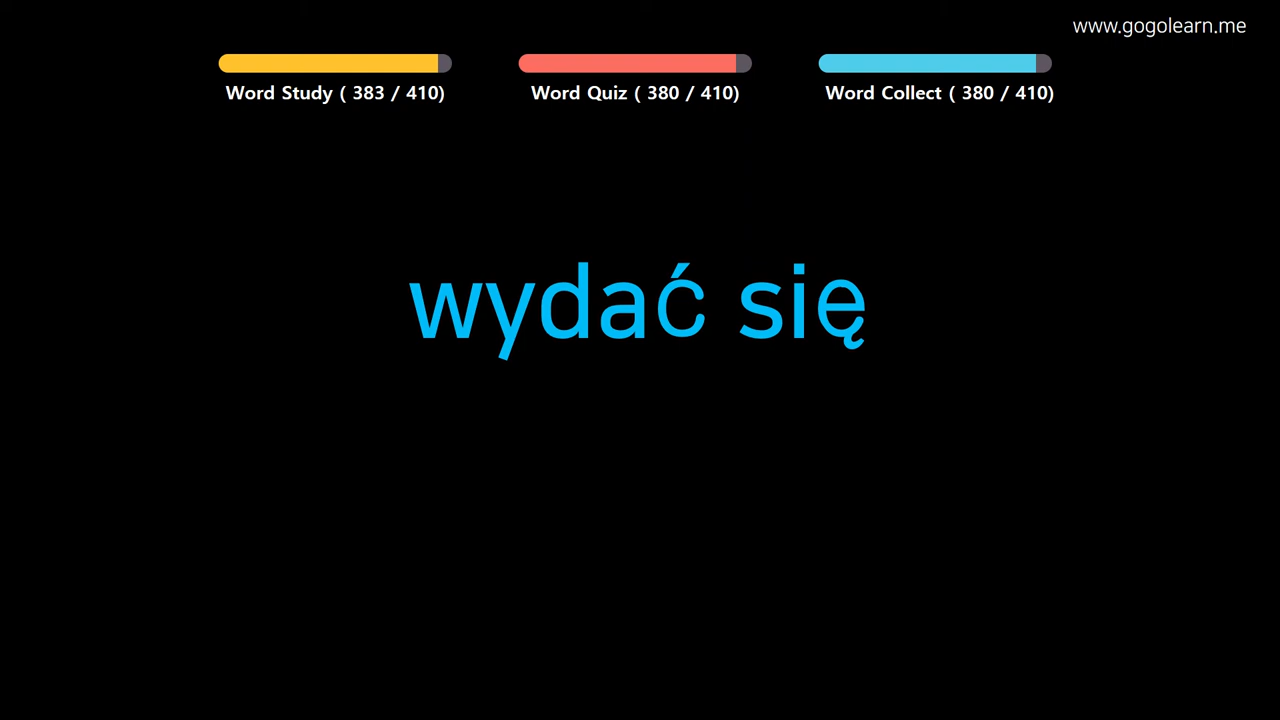 www.gogolearn.me
Word Study ( 383 / 410)
Word Quiz ( 380 / 410)
Word Collect ( 380 / 410)
wydać się